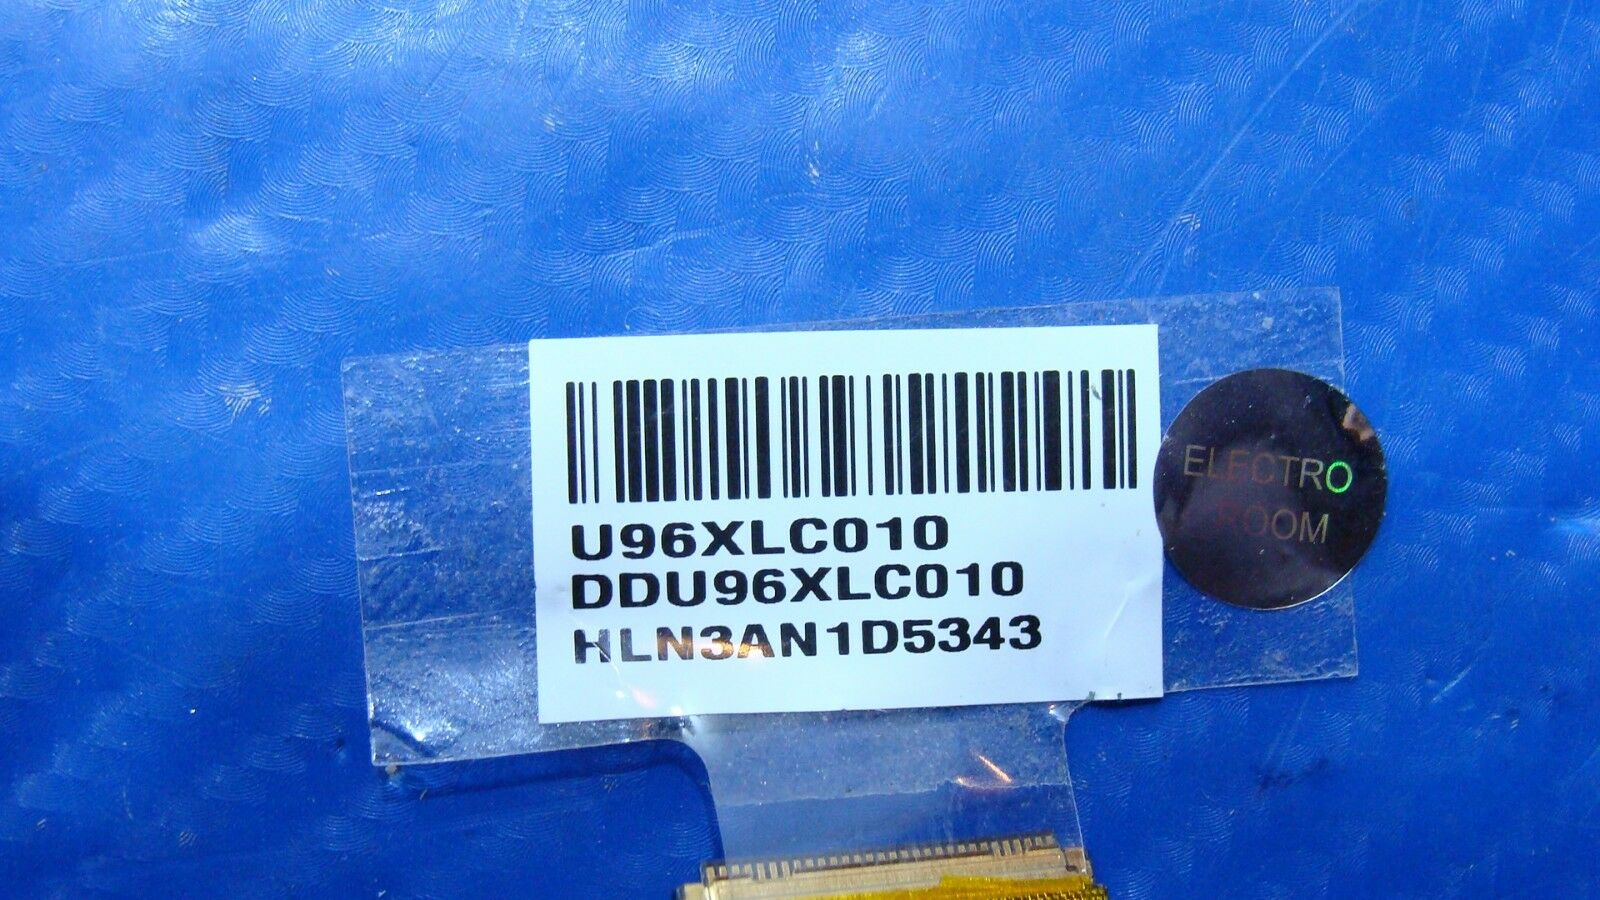 U96XLC010
DDU96XLC010
HLN3AN1D5343
ELECTRO
ROOM